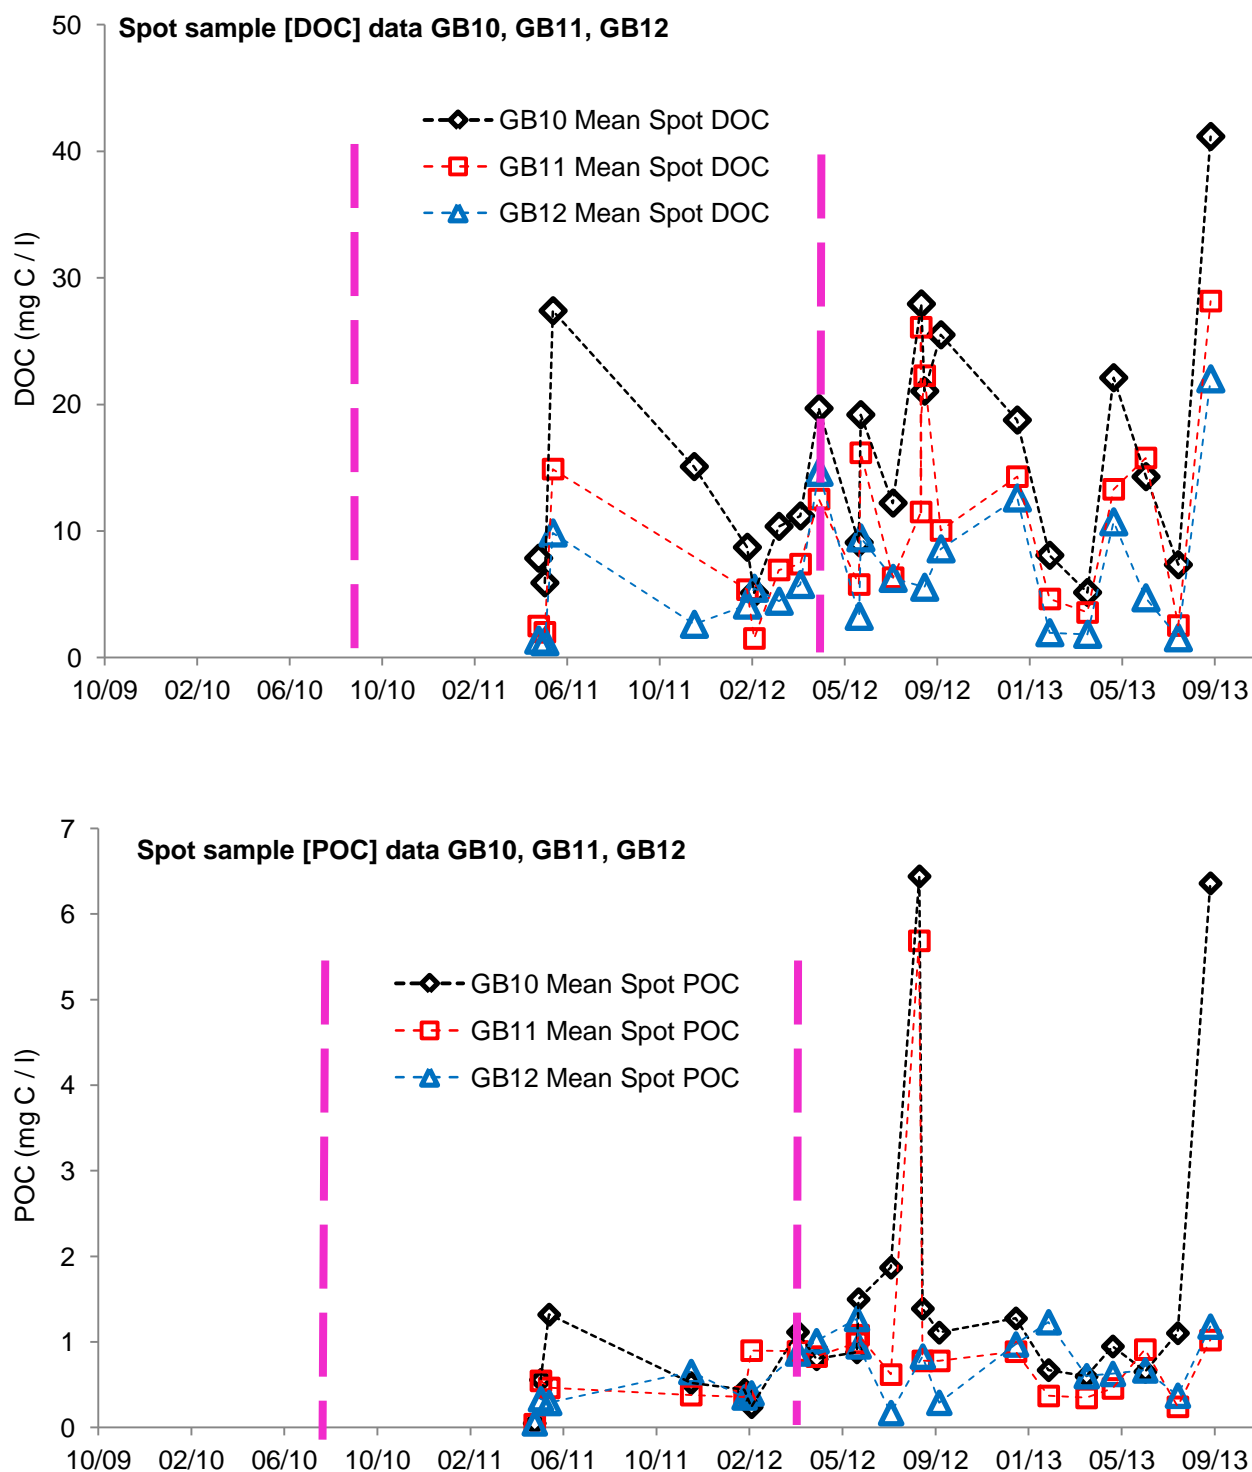 Spot sample [DOC] data GB10, GB11, GB12
50
40
30
20
10
0
DOC (mg C / l)
GB10 Mean Spot DOC
GB11 Mean Spot DOC
GB12 Mean Spot DOC
10/09 02/10 06/10 10/10 02/11 06/11 10/11 02/12 05/12 09/12 01/13 05/13 09/13
Spot sample [POC] data GB10, GB11, GB12
7
6
5
4
3
2
1
0
POC (mg C / l)
GB10 Mean Spot POC
GB11 Mean Spot POC
GB12 Mean Spot POC
10/09 02/10 06/10 10/10 02/11 06/11 10/11 02/12 05/12 09/12 01/13 05/13 09/13